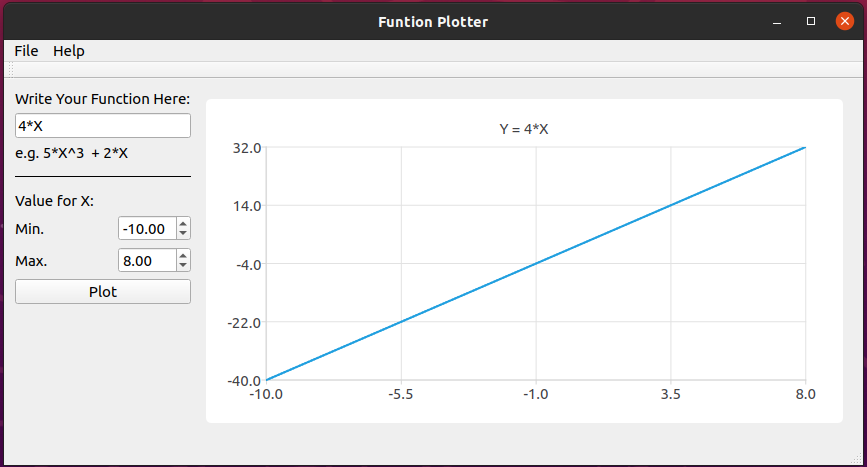 Funtion Plotter
File Help
Write Your Function Here:
4*X
e.g. 5*X^3 + 2*X
Value for X:
Min. -10.00
Max. 8.00
Plot
Y = 4*X
32.0
14.0
-4.0
-22.0
-40.0
-10.0 -5.5 -1.0 3.5 8.0